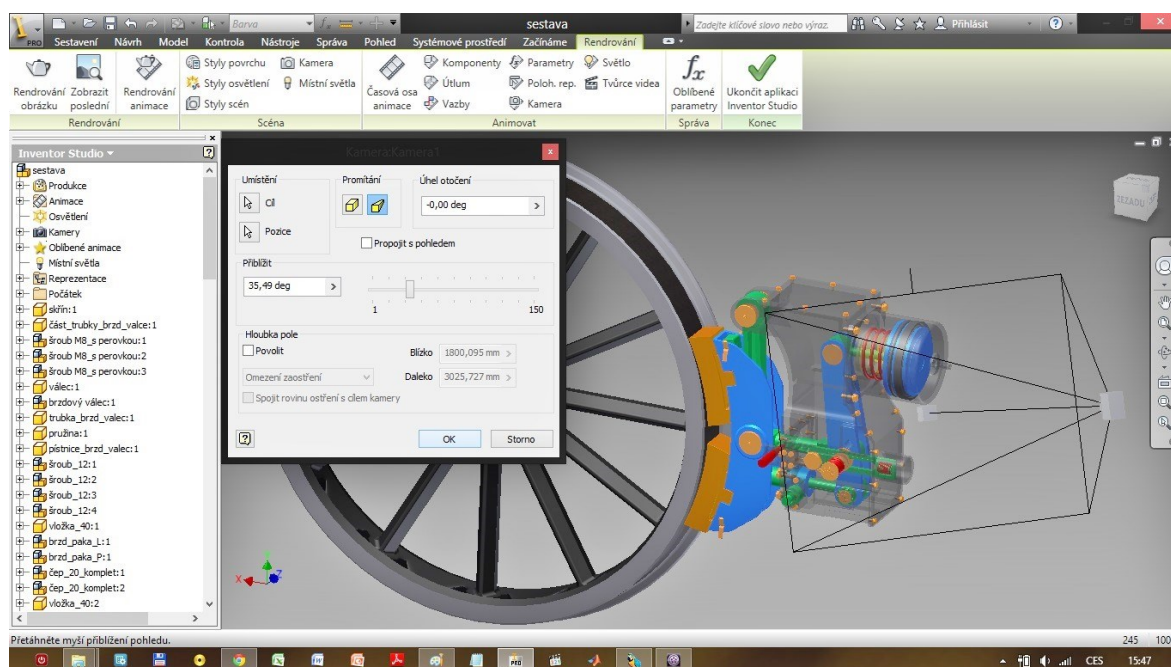 PRO
Barva
sestava
Zadejte klíčové slovo nebo výraz.
Přihlásit
Sestavení Návrh Model Kontrola Nástroje Správa Pohled Systémové prostředí Začínáme Rendrování
Rendrování obrázku
Zobrazit poslední
Rendrování animace
Rendrování
Styly povrchu
Styly osvětlení
Styly scén
Kamera
Místní světla
Scéna
Časová osa animace
Komponenty
Útlum
Vazby
Parametry
Poloh. rep.
Kamera
Světlo
Tvůrce videa
Animovat
fx
Oblíbené parametry
Správa
Ukončit aplikaci Inventor Studio
Konec
Inventor Studio
sestava
Produkce
Animace
Osvětlení
Kamery
Oblíbené animace
Místní světla
Reprezentace
Počátek
skříň:1
část_trubky_brzd_valce:1
šroub M8_s perovkou:1
šroub M8_s perovkou:2
šroub M8_s perovkou:3
válec:1
brzdový válec:1
trubka_brzd_valec:1
pružina:1
pístnice_brzd_valec:1
šroub_12:1
šroub_12:2
šroub_12:3
šroub_12:4
vložka_40:1
brzd_paka_L:1
brzd_paka_P:1
čep_20_komplet:1
čep_20_komplet:2
vložka_40:2
Kamera:Kamera1
Umístění
Cíl
Pozice
Promítání
Úhel otočení
-0,00 deg
Propojit s pohledem
Přiblížit
35,49 deg
1
150
Hloubka pole
Povolit
Omezení zaostření
Spojit rovinu ostření s cílem kamery
Blízko 1800,095 mm
Daleko 3025,727 mm
OK
Storno
ZEZADU
X
Z
Přetáhněte myší přiblížení pohledu.
245 100
PRO
CES 15:47